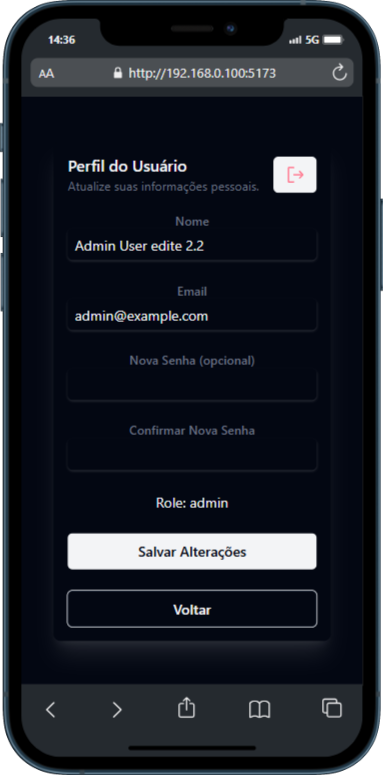 14:36
5G
AA
http://192.168.0.100:5173
Perfil do Usuário
Atualize suas informações pessoais.
Nome
Admin User edite 2.2
Email
admin@example.com
Nova Senha (opcional)
Confirmar Nova Senha
Role: admin
Salvar Alterações
Voltar